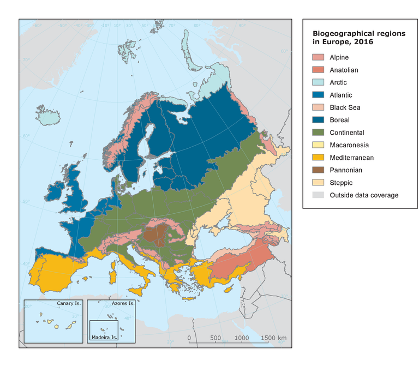 Biogeographical regions
in Europe, 2016
Alpine
Anatolian
Arctic
Atlantic
Black Sea
Boreal
Continental
Macaronesia
Mediterranean
Pannonian
Steppic
Outside data coverage
Canary Is.
Azores Is.
Madeira Is.
0 500 1000 1500 km